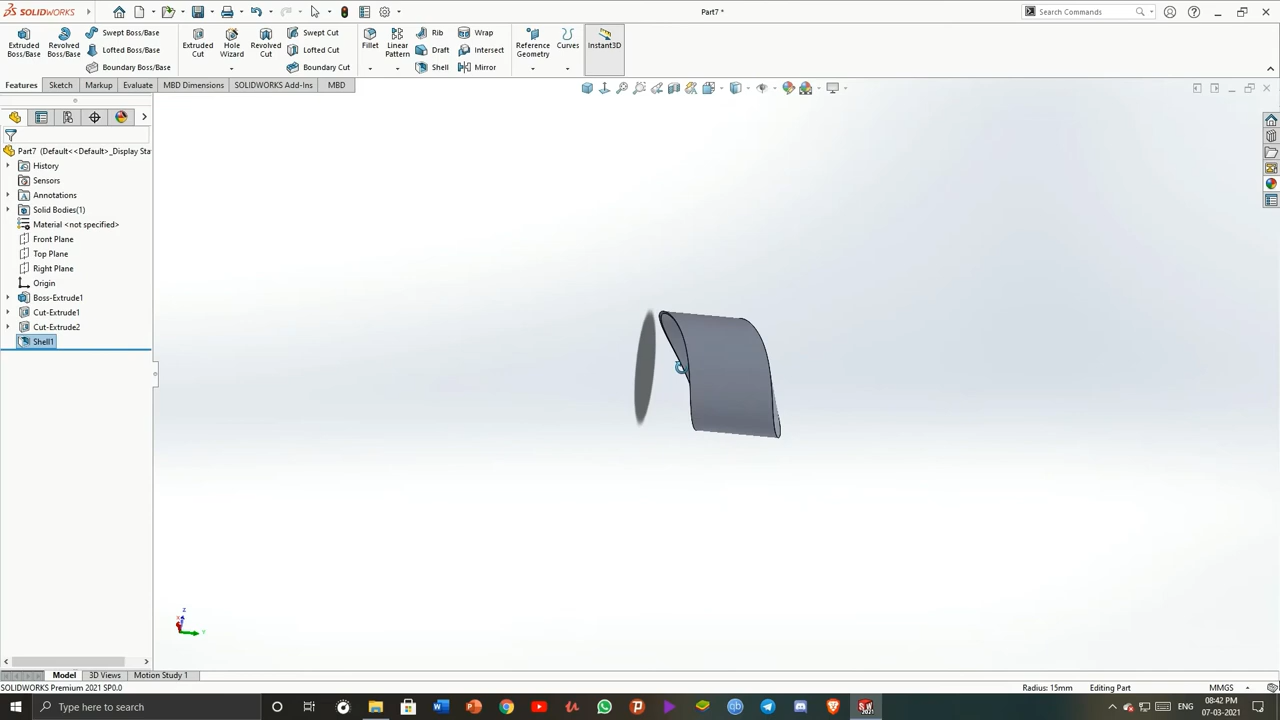 SOLIDWORKS
Part7 *
Search Commands
Extruded Boss/Base
Revolved Boss/Base
Swept Boss/Base
Lofted Boss/Base
Boundary Boss/Base
Extruded Cut
Hole Wizard
Revolved Cut
Swept Cut
Lofted Cut
Boundary Cut
Fillet
Linear Pattern
Rib
Draft
Shell
Wrap
Intersect
Mirror
Reference Geometry
Curves
Instant3D
Features
Sketch
Markup
Evaluate
MBD Dimensions
SOLIDWORKS Add-Ins
MBD
Part7 (Default<<Default>_Display Sta
History
Sensors
Annotations
Solid Bodies(1)
Material <not specified>
Front Plane
Top Plane
Right Plane
Origin
Boss-Extrude1
Cut-Extrude1
Cut-Extrude2
Shell1
Z
Y
Model
3D Views
Motion Study 1
SOLIDWORKS Premium 2021 SP0.0
Radius: 15mm
Editing Part
MMGS
Type here to search
ENG
08:42 PM
07-03-2021